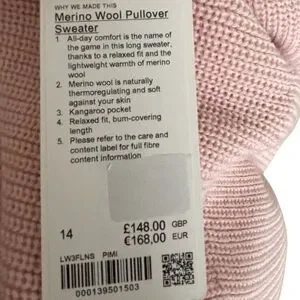 WHY WE MADE THIS
Merino Wool Pullover
Sweater
1. All-day comfort is the name of
the game in this long sweater,
thanks to a relaxed fit and the
lightweight warmth of merino
wool
2. Merino wool is naturally
thermoregulating and soft
against your skin
3. Kangaroo pocket
4. Relaxed fit, bum-covering
length
5. Please refer to the care and
content label for full fibre
content information
14
£148.00 GBP
€168,00 EUR
LW3FLNS PIMI
000139501503